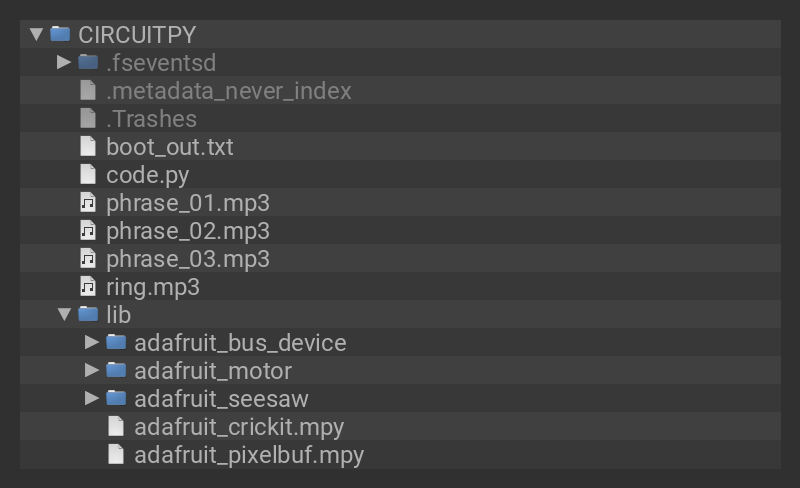 CIRCUITPY
.fseventsd
.metadata_never_index
.Trashes
boot_out.txt
code.py
phrase_01.mp3
phrase_02.mp3
phrase_03.mp3
ring.mp3
lib
adafruit_bus_device
adafruit_motor
adafruit_seesaw
adafruit_crickit.mpy
adafruit_pixelbuf.mpy